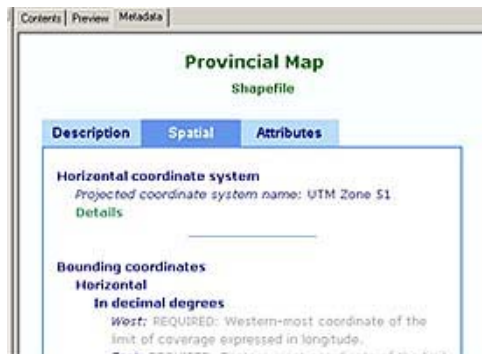 Contents Preview Metadata
Provincial Map
Shapefile
Description Spatial Attributes
Horizontal coordinate system
Projected coordinate system name: UTM Zone 51
Details
Bounding coordinates
Horizontal
In decimal degrees
West: REQUIRED: Western-most coordinate of the
limit of coverage expressed in longitude.